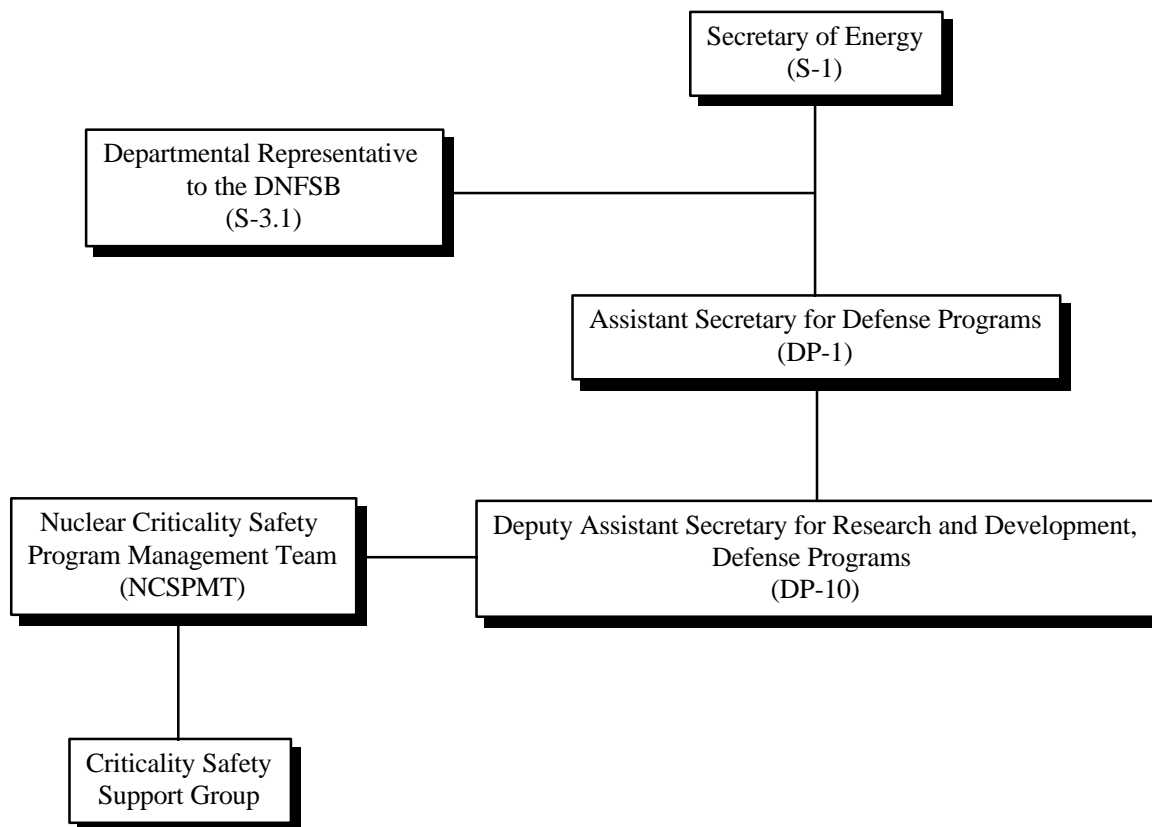 Secretary of Energy
(S-1)
Departmental Representative
to the DNFSB
(S-3.1)
Assistant Secretary for Defense Programs
(DP-1)
Nuclear Criticality Safety
Program Management Team
(NCSPMT)
Deputy Assistant Secretary for Research and Development,
Defense Programs
(DP-10)
Criticality Safety
Support Group